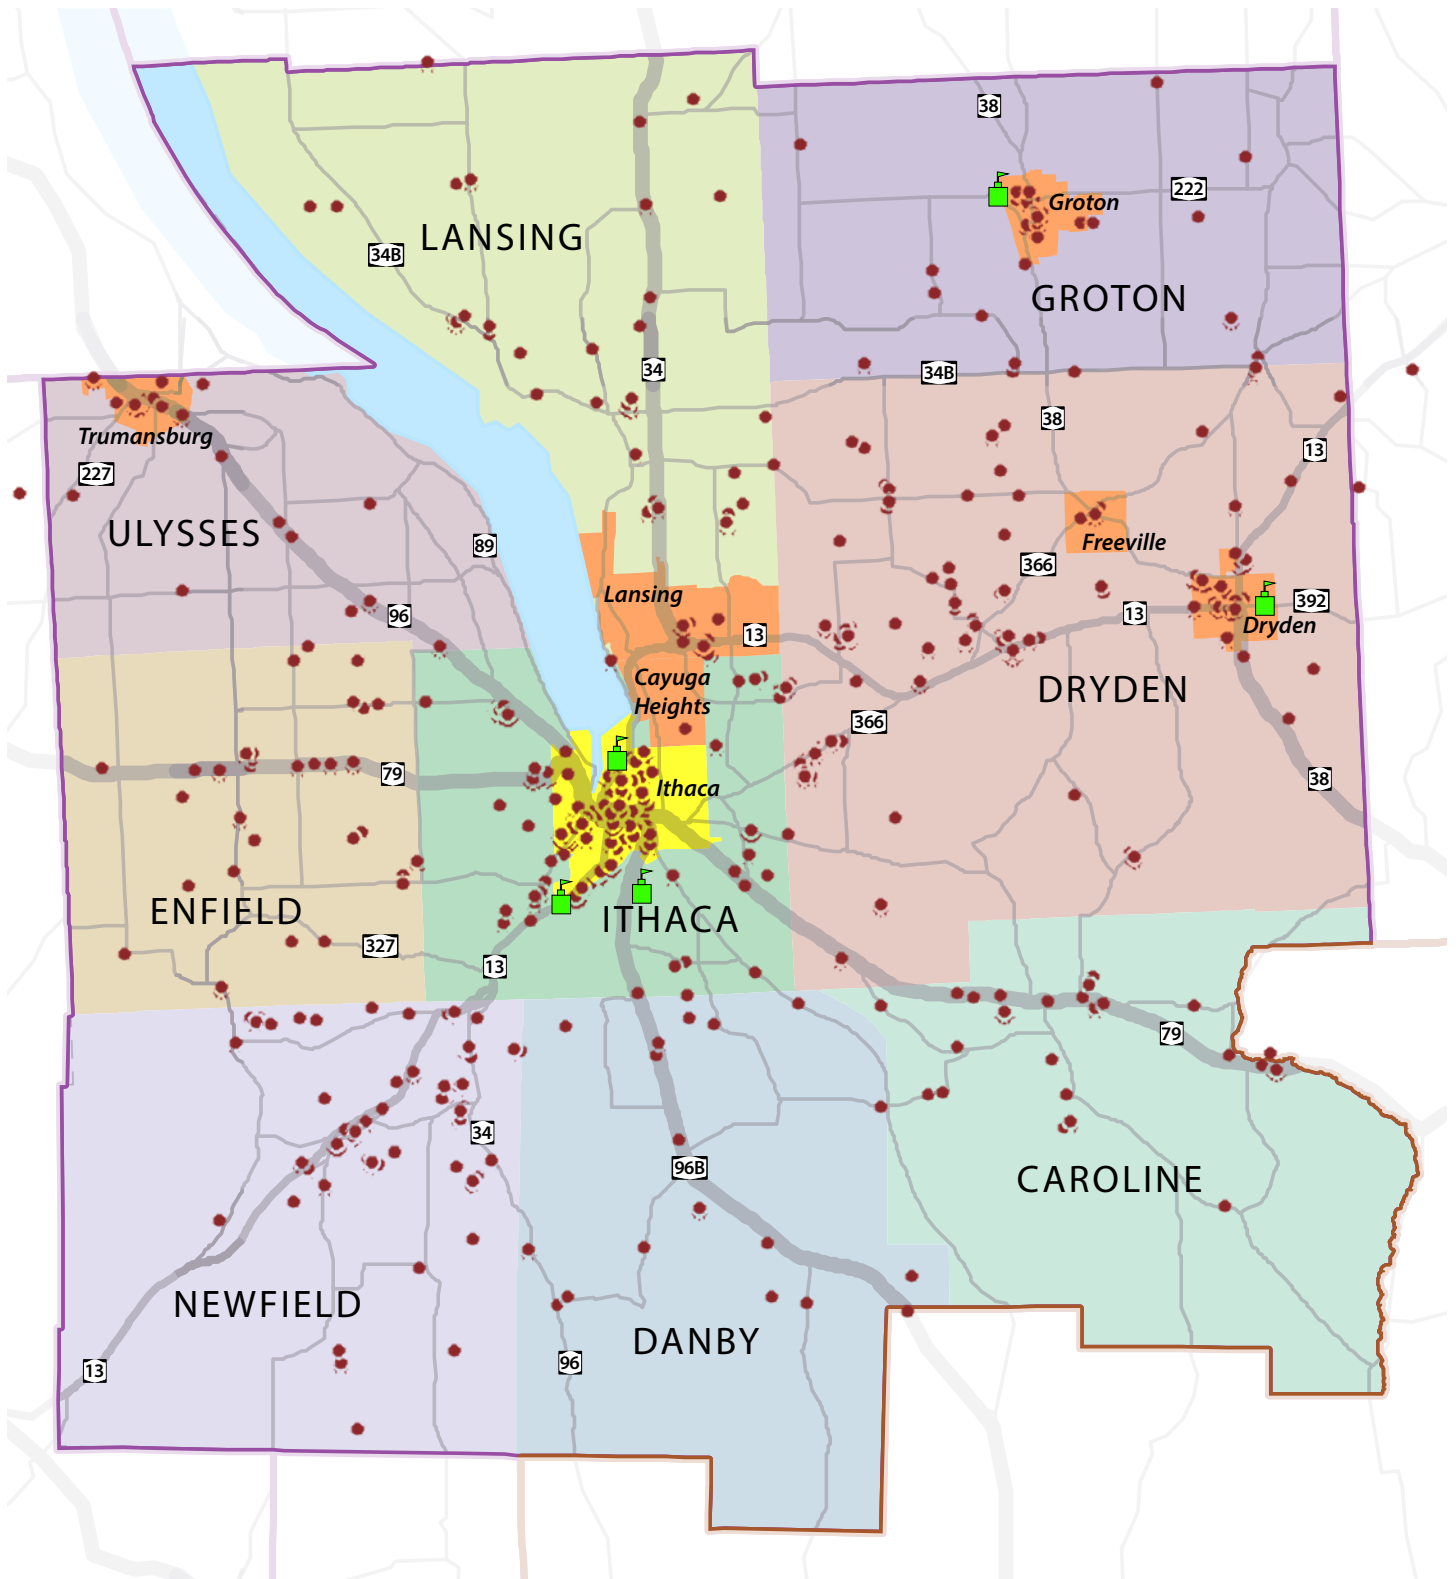 38
222
Groton
LANSING
34B
GROTON
34
34B
38
Trumansburg
13
227
ULYSSES
89
Freeville
366
Lansing
392
96
13
13
Dryden
Cayuga
Heights
DRYDEN
366
79
38
Ithaca
ENFIELD
ITHACA
327
13
79
34
96B
CAROLINE
NEWFIELD
DANBY
96
13